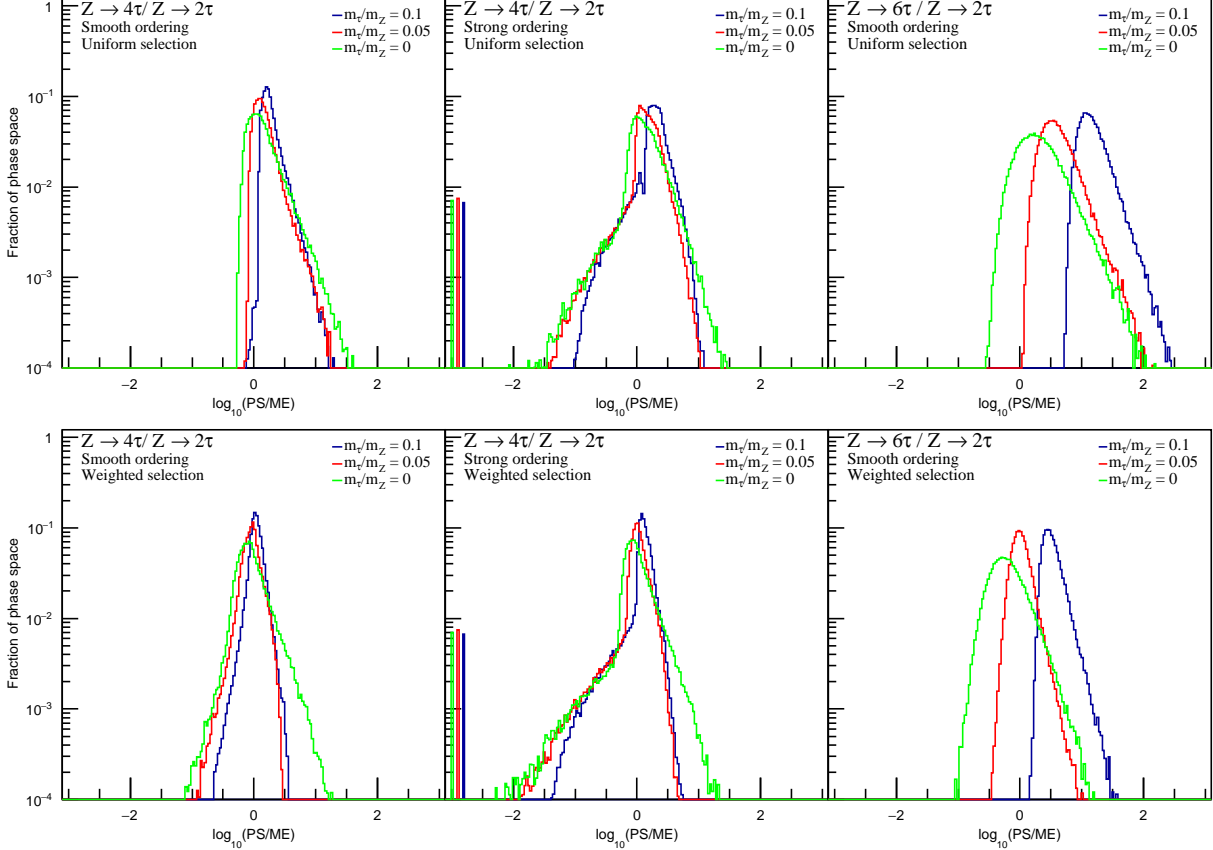 Z → 4τ/ Z → 2τ
Smooth ordering
Uniform selection
m_τ/m_Z = 0.1
m_τ/m_Z = 0.05
m_τ/m_Z = 0
Fraction of phase space
1
10⁻¹
10⁻²
10⁻³
10⁻⁴
−2 0 2
log₁₀(PS/ME)
Z → 4τ/ Z → 2τ
Strong ordering
Uniform selection
m_τ/m_Z = 0.1
m_τ/m_Z = 0.05
m_τ/m_Z = 0
−2 0 2
log₁₀(PS/ME)
Z → 6τ / Z → 2τ
Smooth ordering
Uniform selection
m_τ/m_Z = 0.1
m_τ/m_Z = 0.05
m_τ/m_Z = 0
−2 0 2
log₁₀(PS/ME)
Z → 4τ/ Z → 2τ
Smooth ordering
Weighted selection
m_τ/m_Z = 0.1
m_τ/m_Z = 0.05
m_τ/m_Z = 0
Fraction of phase space
1
10⁻¹
10⁻²
10⁻³
10⁻⁴
−2 0 2
log₁₀(PS/ME)
Z → 4τ/ Z → 2τ
Strong ordering
Weighted selection
m_τ/m_Z = 0.1
m_τ/m_Z = 0.05
m_τ/m_Z = 0
−2 0 2
log₁₀(PS/ME)
Z → 6τ / Z → 2τ
Smooth ordering
Weighted selection
m_τ/m_Z = 0.1
m_τ/m_Z = 0.05
m_τ/m_Z = 0
−2 0 2
log₁₀(PS/ME)